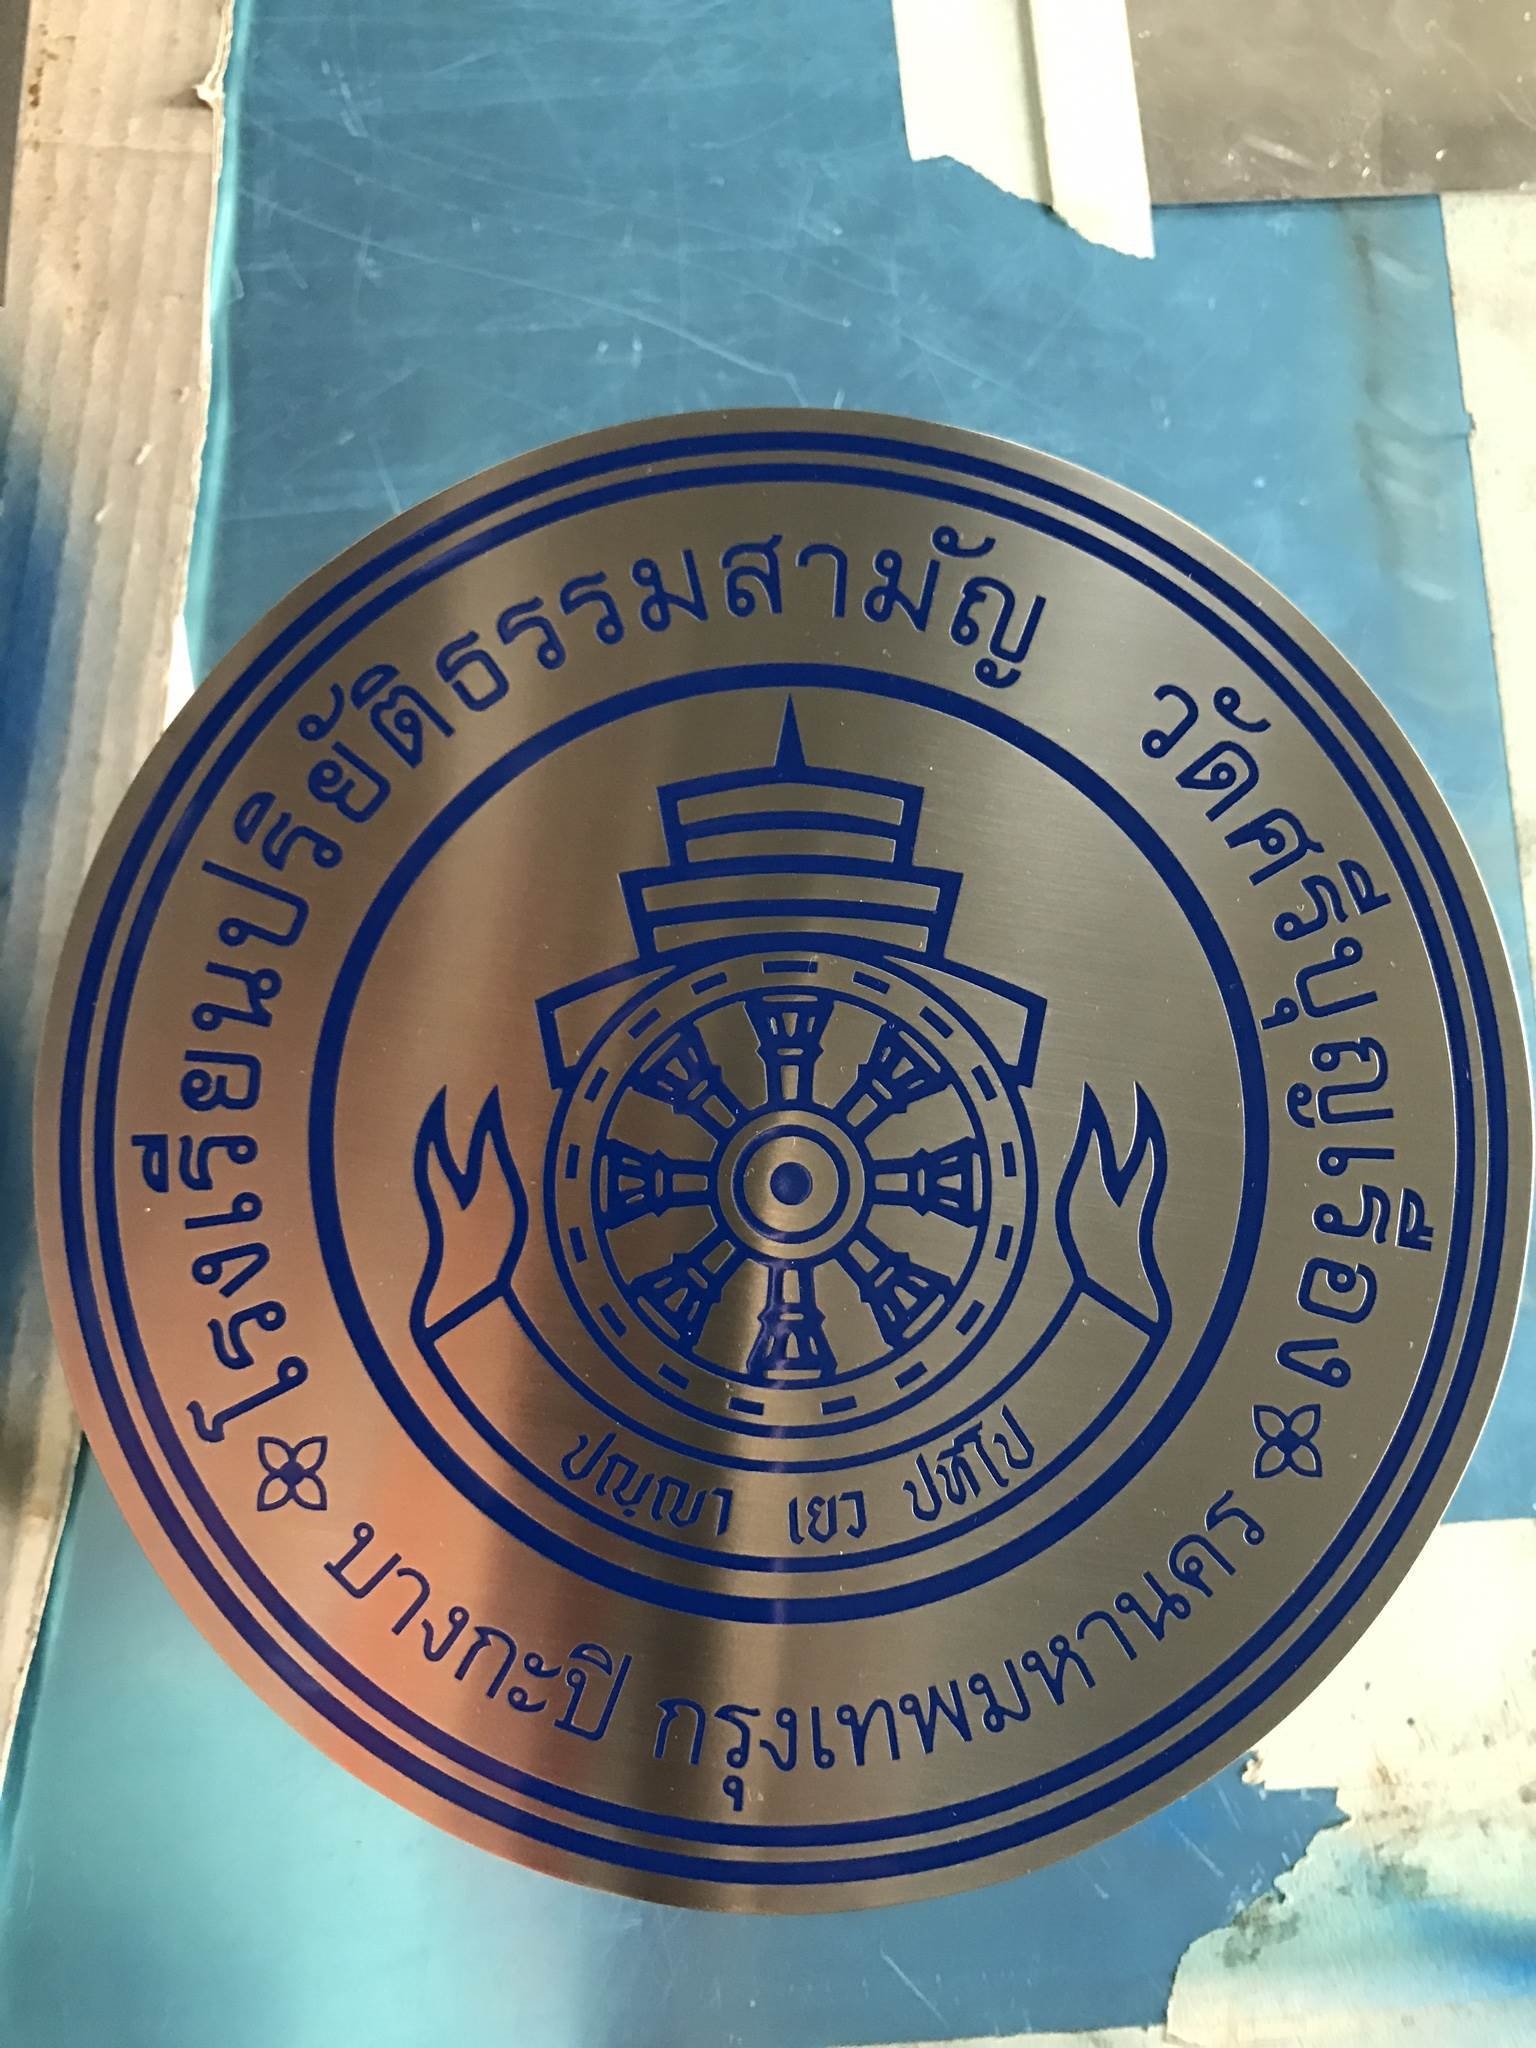 โรงเรียนปริยัติธรรมสามัญ วัดศรีบุญเรือง
ปญฺญา เยว ปทีโป
บางกะปิ กรุงเทพมหานคร